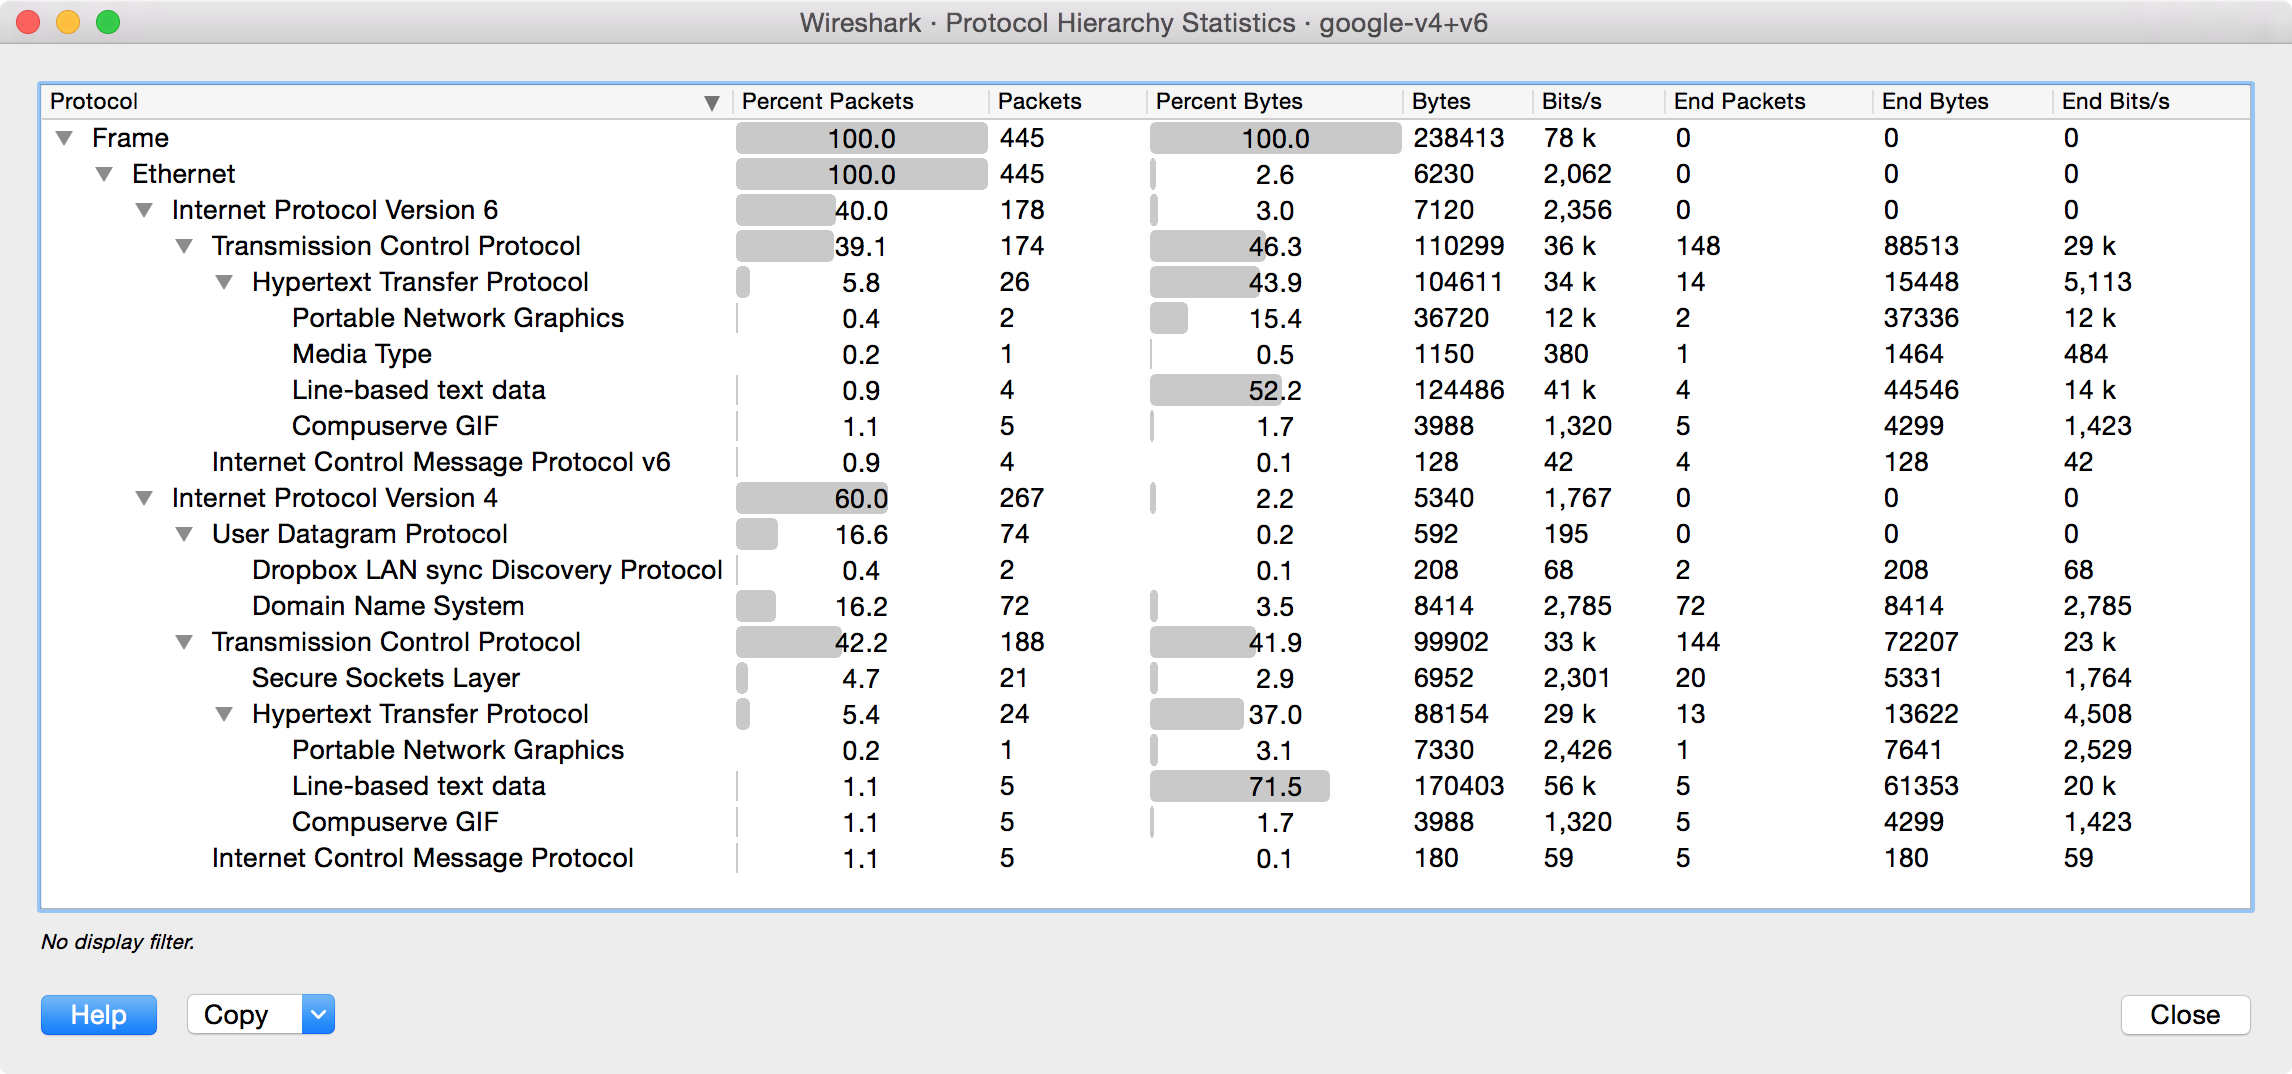 Wireshark · Protocol Hierarchy Statistics · google-v4+v6
Protocol Percent Packets Packets Percent Bytes Bytes Bits/s End Packets End Bytes End Bits/s
Frame 100.0 445 100.0 238413 78 k 0 0 0
Ethernet 100.0 445 2.6 6230 2,062 0 0 0
Internet Protocol Version 6 40.0 178 3.0 7120 2,356 0 0 0
Transmission Control Protocol 39.1 174 46.3 110299 36 k 148 88513 29 k
Hypertext Transfer Protocol 5.8 26 43.9 104611 34 k 14 15448 5,113
Portable Network Graphics 0.4 2 15.4 36720 12 k 2 37336 12 k
Media Type 0.2 1 0.5 1150 380 1 1464 484
Line-based text data 0.9 4 52.2 124486 41 k 4 44546 14 k
Compuserve GIF 1.1 5 1.7 3988 1,320 5 4299 1,423
Internet Control Message Protocol v6 0.9 4 0.1 128 42 4 128 42
Internet Protocol Version 4 60.0 267 2.2 5340 1,767 0 0 0
User Datagram Protocol 16.6 74 0.2 592 195 0 0 0
Dropbox LAN sync Discovery Protocol 0.4 2 0.1 208 68 2 208 68
Domain Name System 16.2 72 3.5 8414 2,785 72 8414 2,785
Transmission Control Protocol 42.2 188 41.9 99902 33 k 144 72207 23 k
Secure Sockets Layer 4.7 21 2.9 6952 2,301 20 5331 1,764
Hypertext Transfer Protocol 5.4 24 37.0 88154 29 k 13 13622 4,508
Portable Network Graphics 0.2 1 3.1 7330 2,426 1 7641 2,529
Line-based text data 1.1 5 71.5 170403 56 k 5 61353 20 k
Compuserve GIF 1.1 5 1.7 3988 1,320 5 4299 1,423
Internet Control Message Protocol 1.1 5 0.1 180 59 5 180 59
No display filter.
Help Copy Close